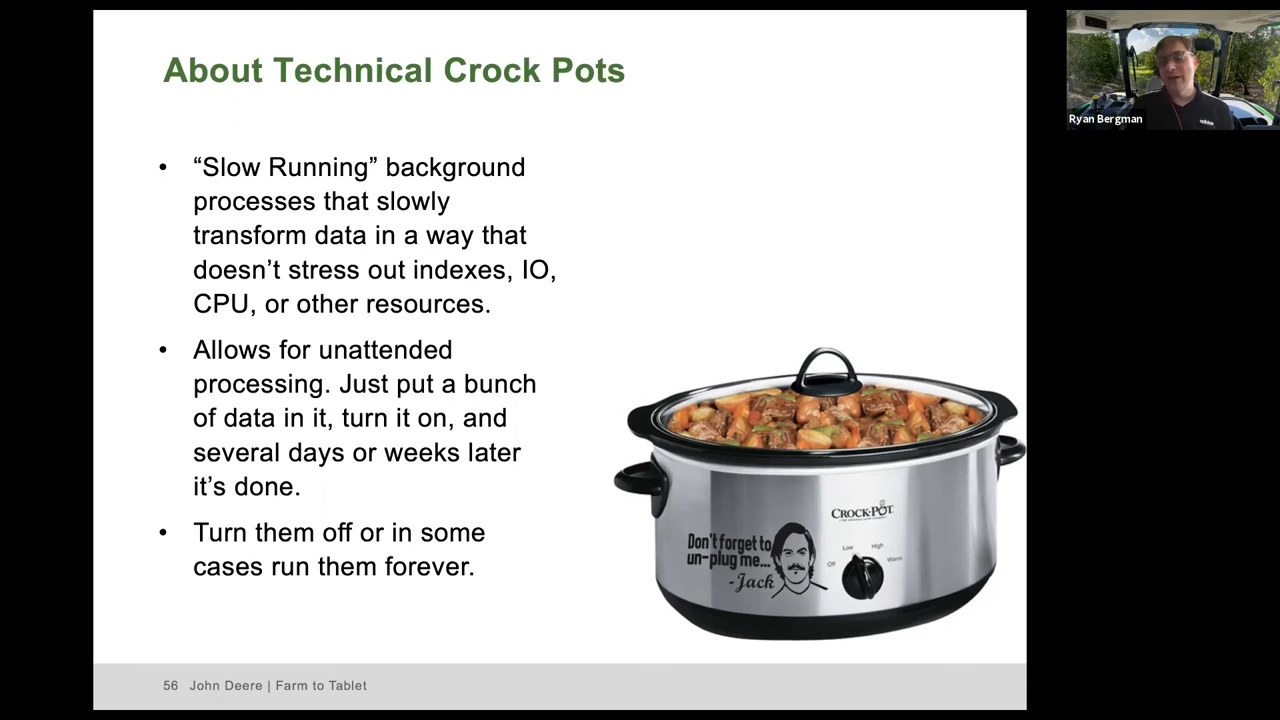 About Technical Crock Pots
• “Slow Running” background
processes that slowly
transform data in a way that
doesn’t stress out indexes, IO,
CPU, or other resources.
• Allows for unattended
processing. Just put a bunch
of data in it, turn it on, and
several days or weeks later
it’s done.
• Turn them off or in some
cases run them forever.
CROCK•POT
Don't forget to
un-plug me...
-Jack
Off
Low
High
Warm
56 John Deere | Farm to Tablet
Ryan Bergman
adidas